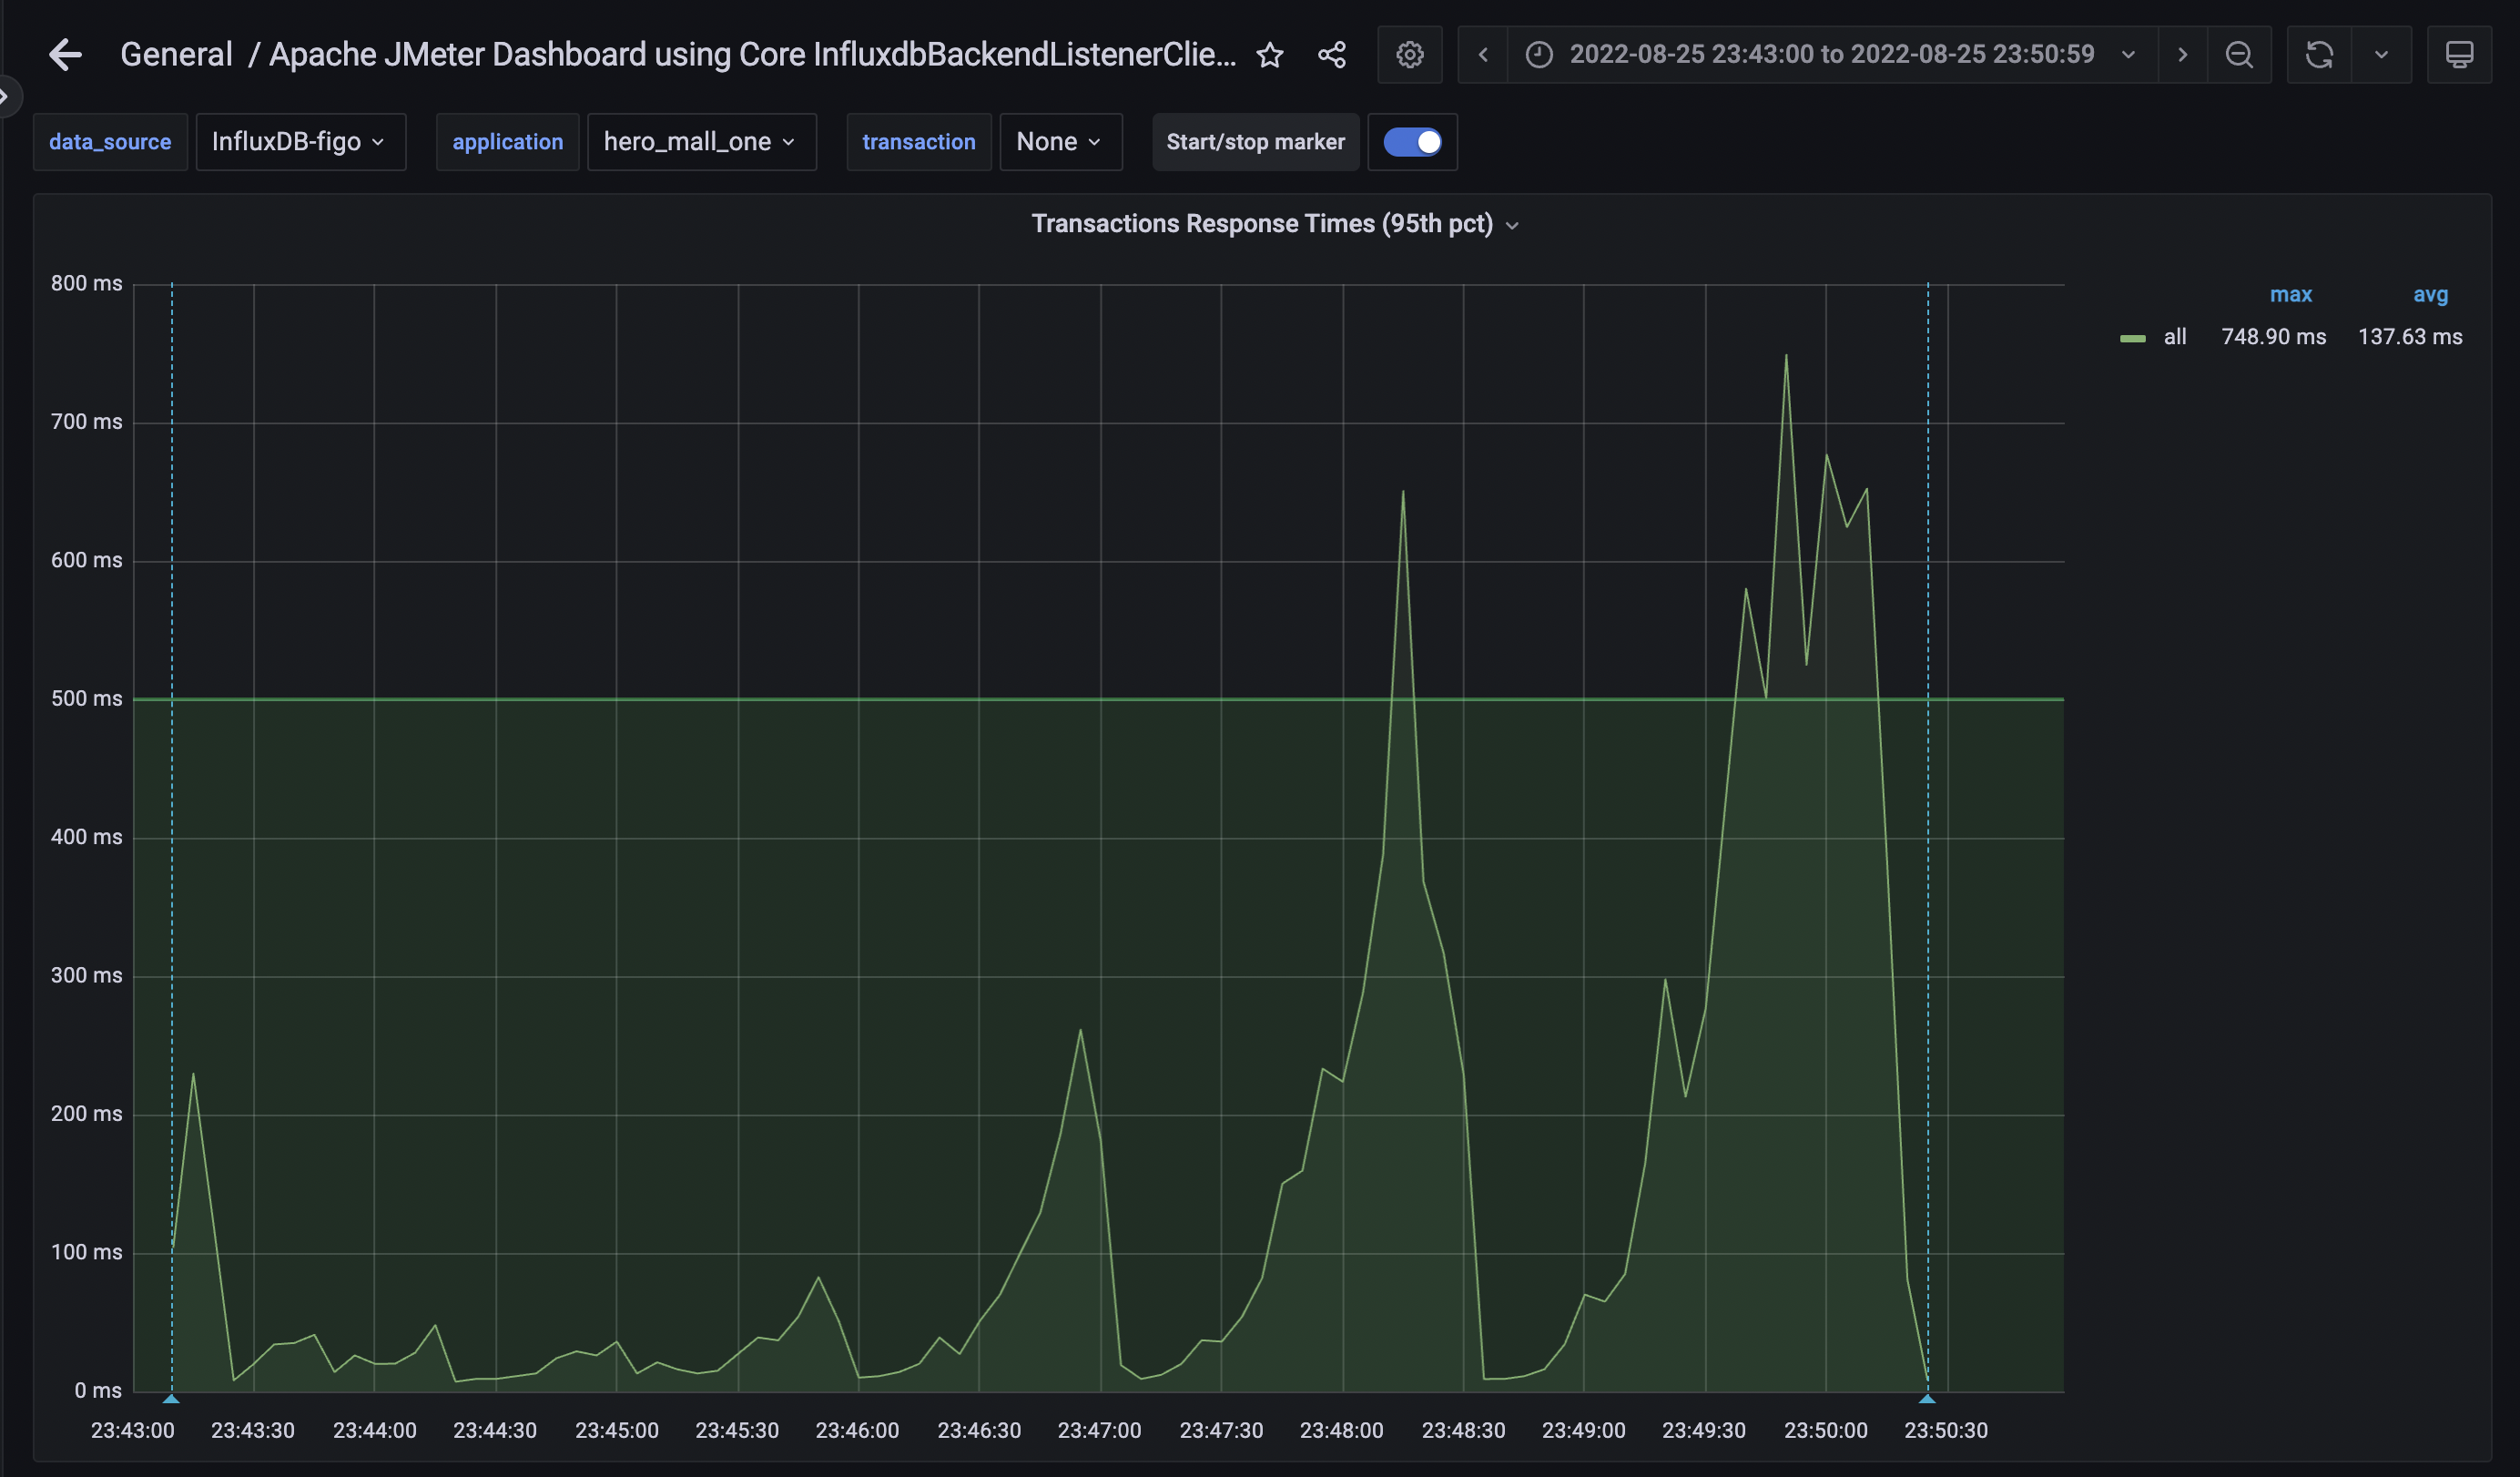 General / Apache JMeter Dashboard using Core InfluxdbBackendListenerClie... 2022-08-25 23:43:00 to 2022-08-25 23:50:59
data_source InfluxDB-figo application hero_mall_one transaction None Start/stop marker
Transactions Response Times (95th pct)
max avg
all 748.90 ms 137.63 ms
800 ms
700 ms
600 ms
500 ms
400 ms
300 ms
200 ms
100 ms
0 ms
23:43:00 23:43:30 23:44:00 23:44:30 23:45:00 23:45:30 23:46:00 23:46:30 23:47:00 23:47:30 23:48:00 23:48:30 23:49:00 23:49:30 23:50:00 23:50:30